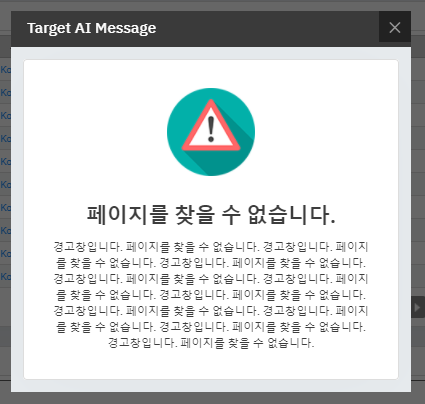 Target AI Message
페이지를 찾을 수 없습니다.
경고창입니다. 페이지를 찾을 수 없습니다. 경고창입니다. 페이지
를 찾을 수 없습니다. 경고창입니다. 페이지를 찾을 수 없습니다.
경고창입니다. 페이지를 찾을 수 없습니다. 경고창입니다. 페이지
를 찾을 수 없습니다. 경고창입니다. 페이지를 찾을 수 없습니다.
경고창입니다. 페이지를 찾을 수 없습니다. 경고창입니다. 페이지
를 찾을 수 없습니다. 경고창입니다. 페이지를 찾을 수 없습니다.
경고창입니다. 페이지를 찾을 수 없습니다.